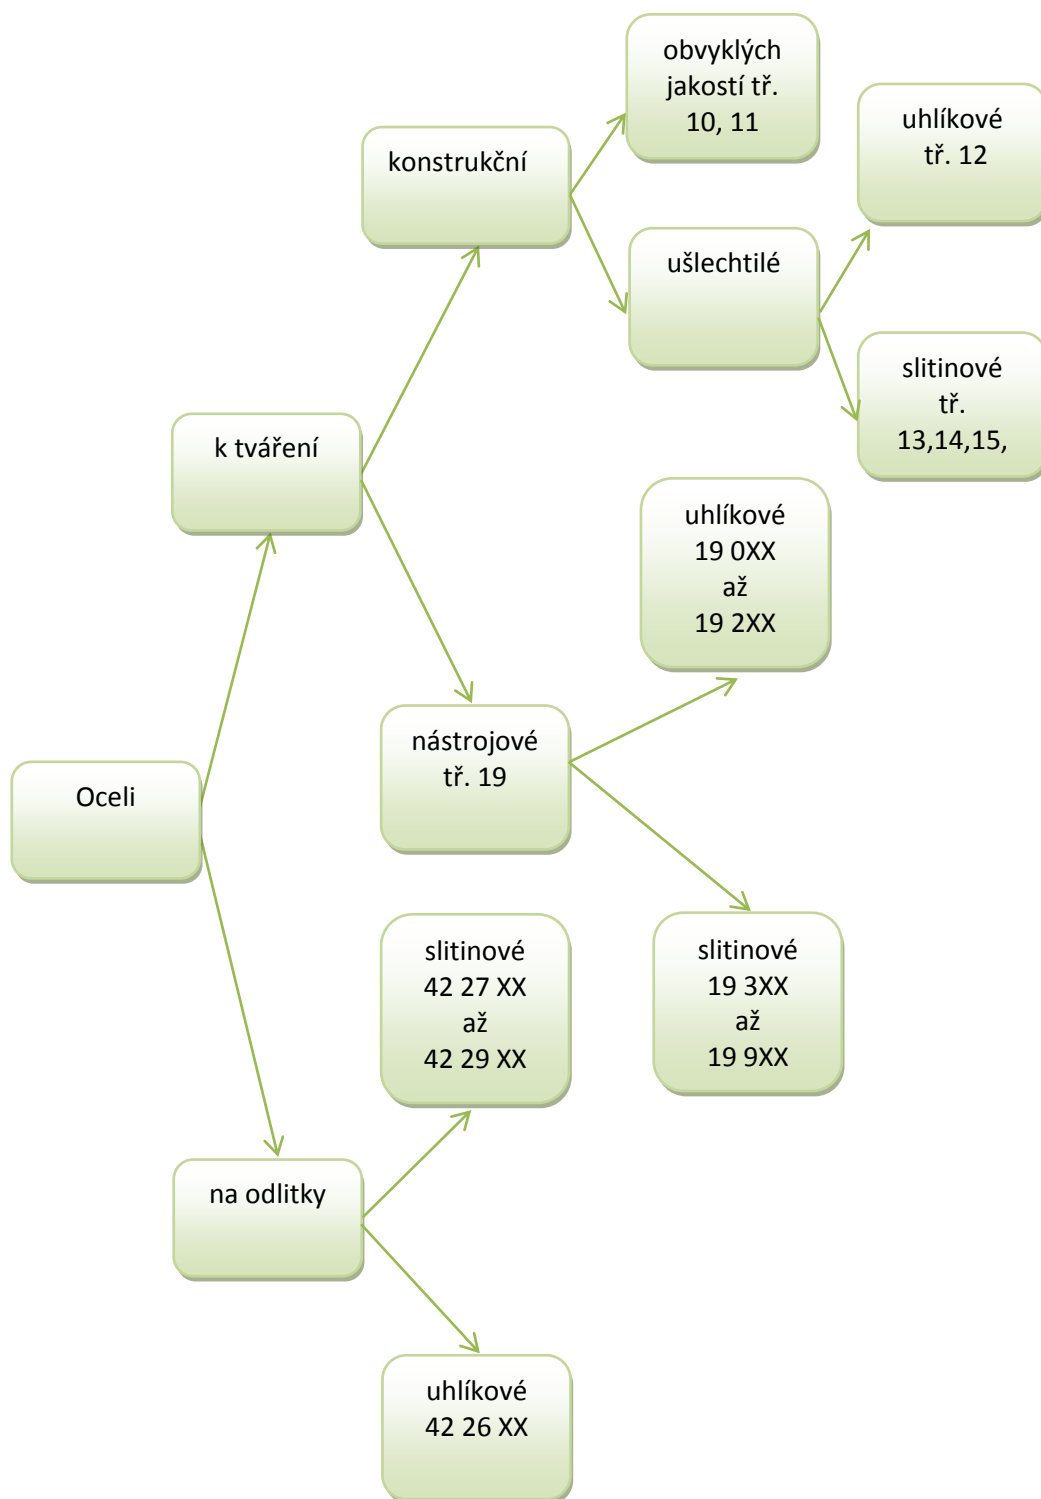 obvyklých
jakostí tř.
10, 11
uhlíkové
tř. 12
konstrukční
ušlechtilé
slitinové
tř.
13,14,15,
k tváření
uhlíkové
19 0XX
až
19 2XX
nástrojové
tř. 19
Oceli
slitinové
42 27 XX
až
42 29 XX
slitinové
19 3XX
až
19 9XX
na odlitky
uhlíkové
42 26 XX